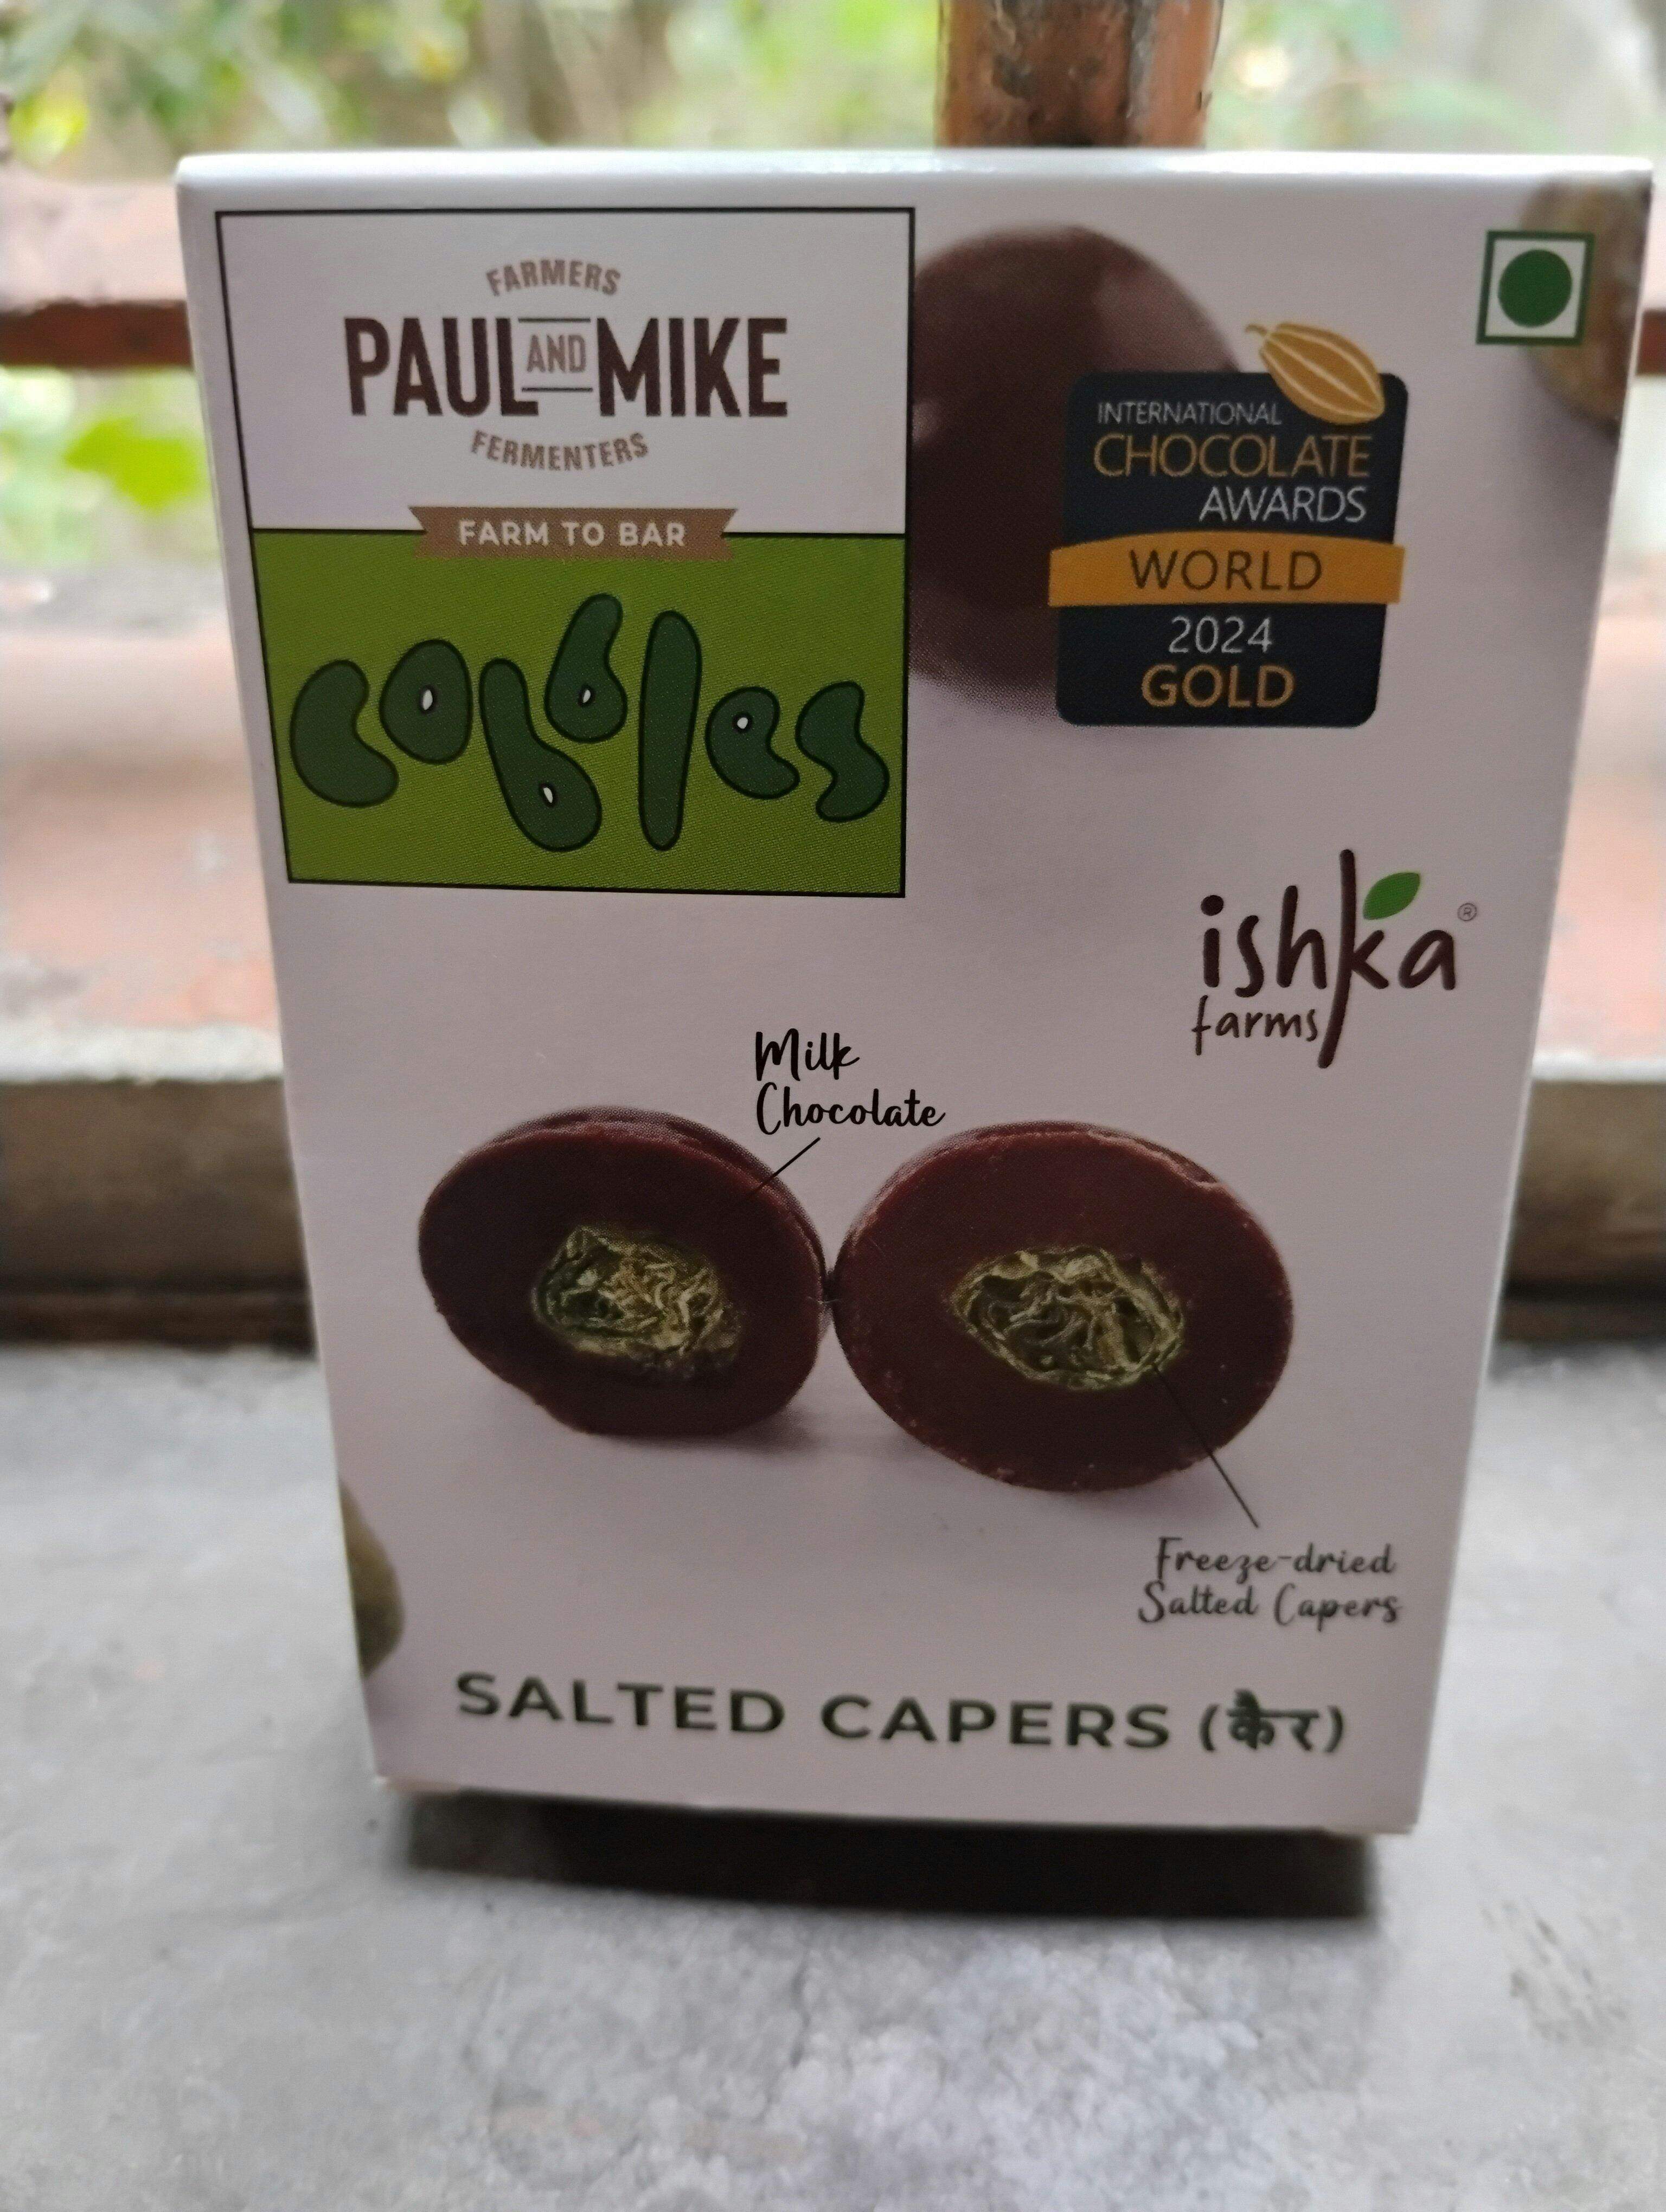 FARMERS
PAUL AND MIKE
FERMENTERS
FARM TO BAR
cobbles
INTERNATIONAL
CHOCOLATE
AWARDS
WORLD
2024
GOLD
ishka®
farms
Milk
Chocolate
Freeze-dried
Salted Capers
SALTED CAPERS (कैर)